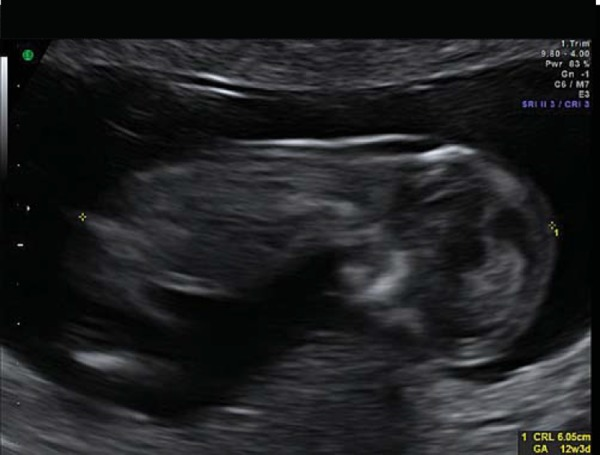 1.Trim
9.80 - 4.00
Pwr 83 %
Gn -1
C6 / M7
E3
SRI II 3 / CRI 3
1
1 CRL 6.05cm
GA 12w3d